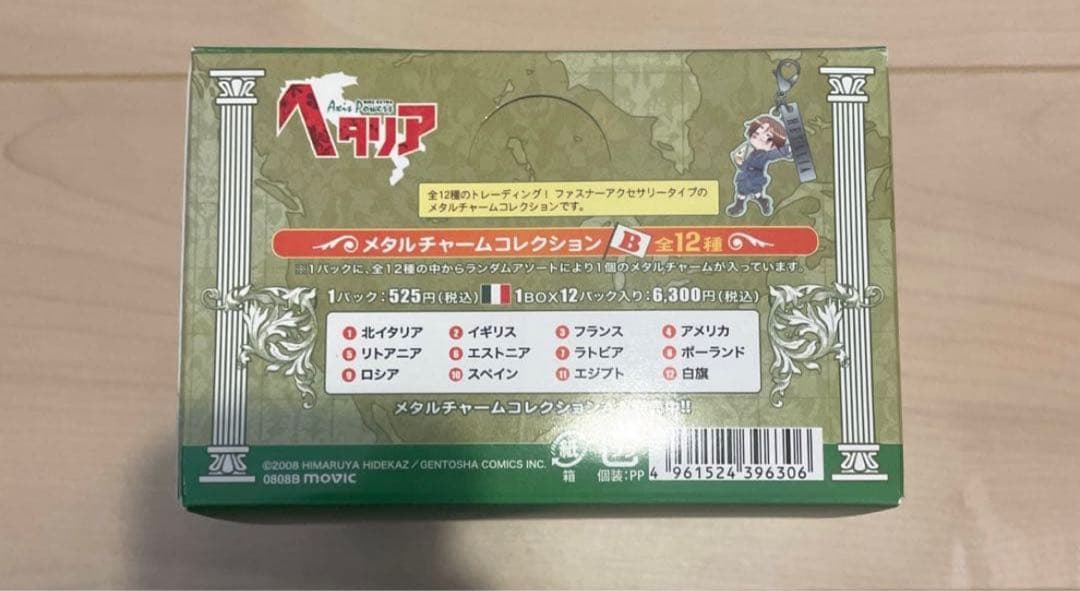 Axis Powers
ヘタリア
HETALIA
全12種のトレーディング! ファスナーアクセサリータイプの
メタルチャームコレクションです。
メタルチャームコレクション B 全12種
※1パックに、全12種の中からランダムアソートにより1個のメタルチャームが入っています。
1パック:525円(税込) 1BOX12パック入り:6,300円(税込)
1 北イタリア 2 イギリス 3 フランス 4 アメリカ
5 リトアニア 6 エストニア 7 ラトビア 8 ポーランド
9 ロシア 10 スペイン 11 エジプト 12 白旗
メタルチャームコレクション
中!!
©2008 HIMARUYA HIDEKAZ/GENTOSHA COMICS INC.
0808B movic
紙
箱 個装:PP
4 961524 396306